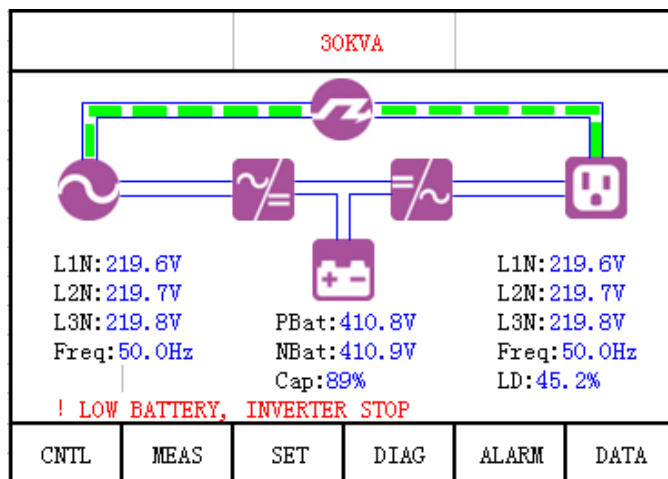 30KVA
L1N:219.6V
L2N:219.7V
L3N:219.8V
Freq:50.0Hz
PBat:410.8V
NBat:410.9V
Cap:89%
L1N:219.6V
L2N:219.7V
L3N:219.8V
Freq:50.0Hz
LD:45.2%
! LOW BATTERY, INVERTER STOP
CNTL MEAS SET DIAG ALARM DATA